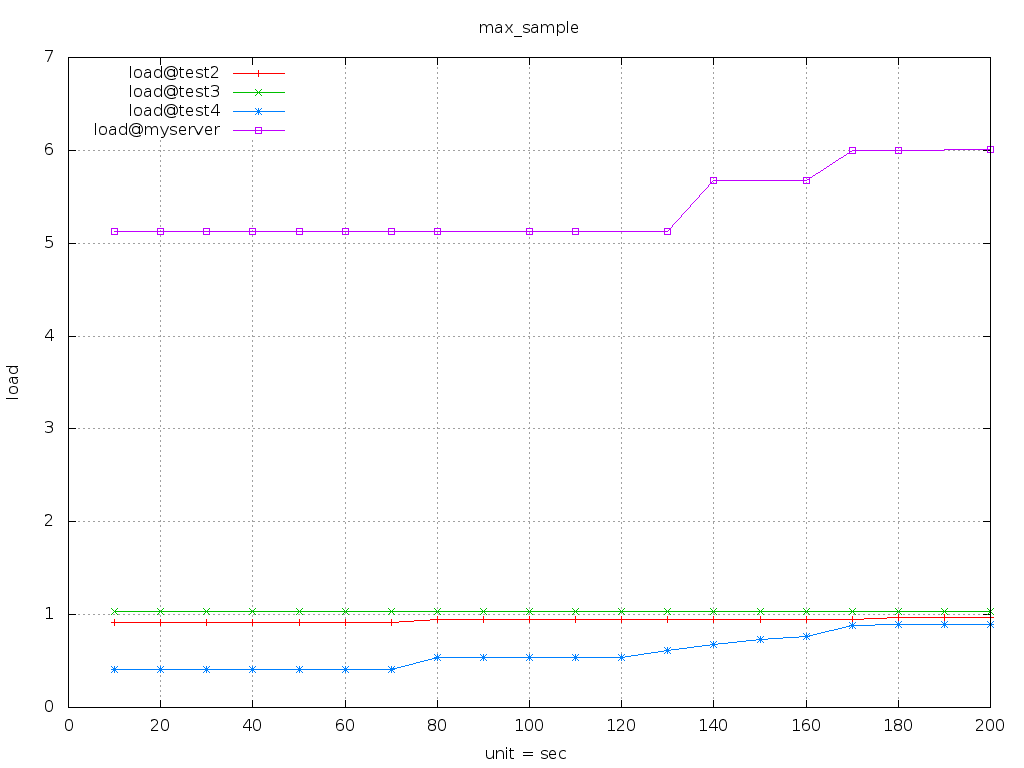 max_sample
load@test2
load@test3
load@test4
load@myserver
7
6
5
4
3
2
1
0
load
0 20 40 60 80 100 120 140 160 180 200
unit = sec